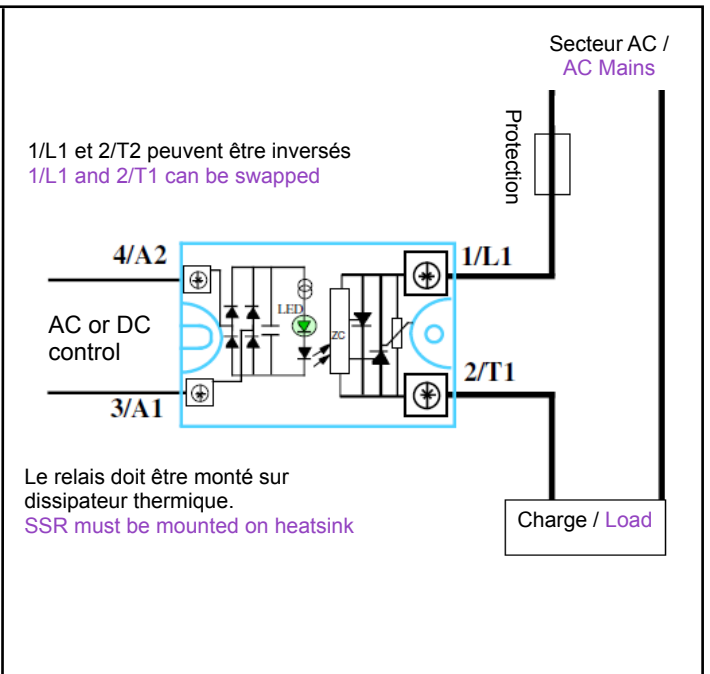 Secteur AC /
AC Mains
Protection
1/L1 et 2/T2 peuvent être inversés
1/L1 and 2/T1 can be swapped
4/A2
1/L1
LED
ZC
AC or DC
control
2/T1
3/A1
Le relais doit être monté sur
dissipateur thermique.
SSR must be mounted on heatsink
Charge / Load